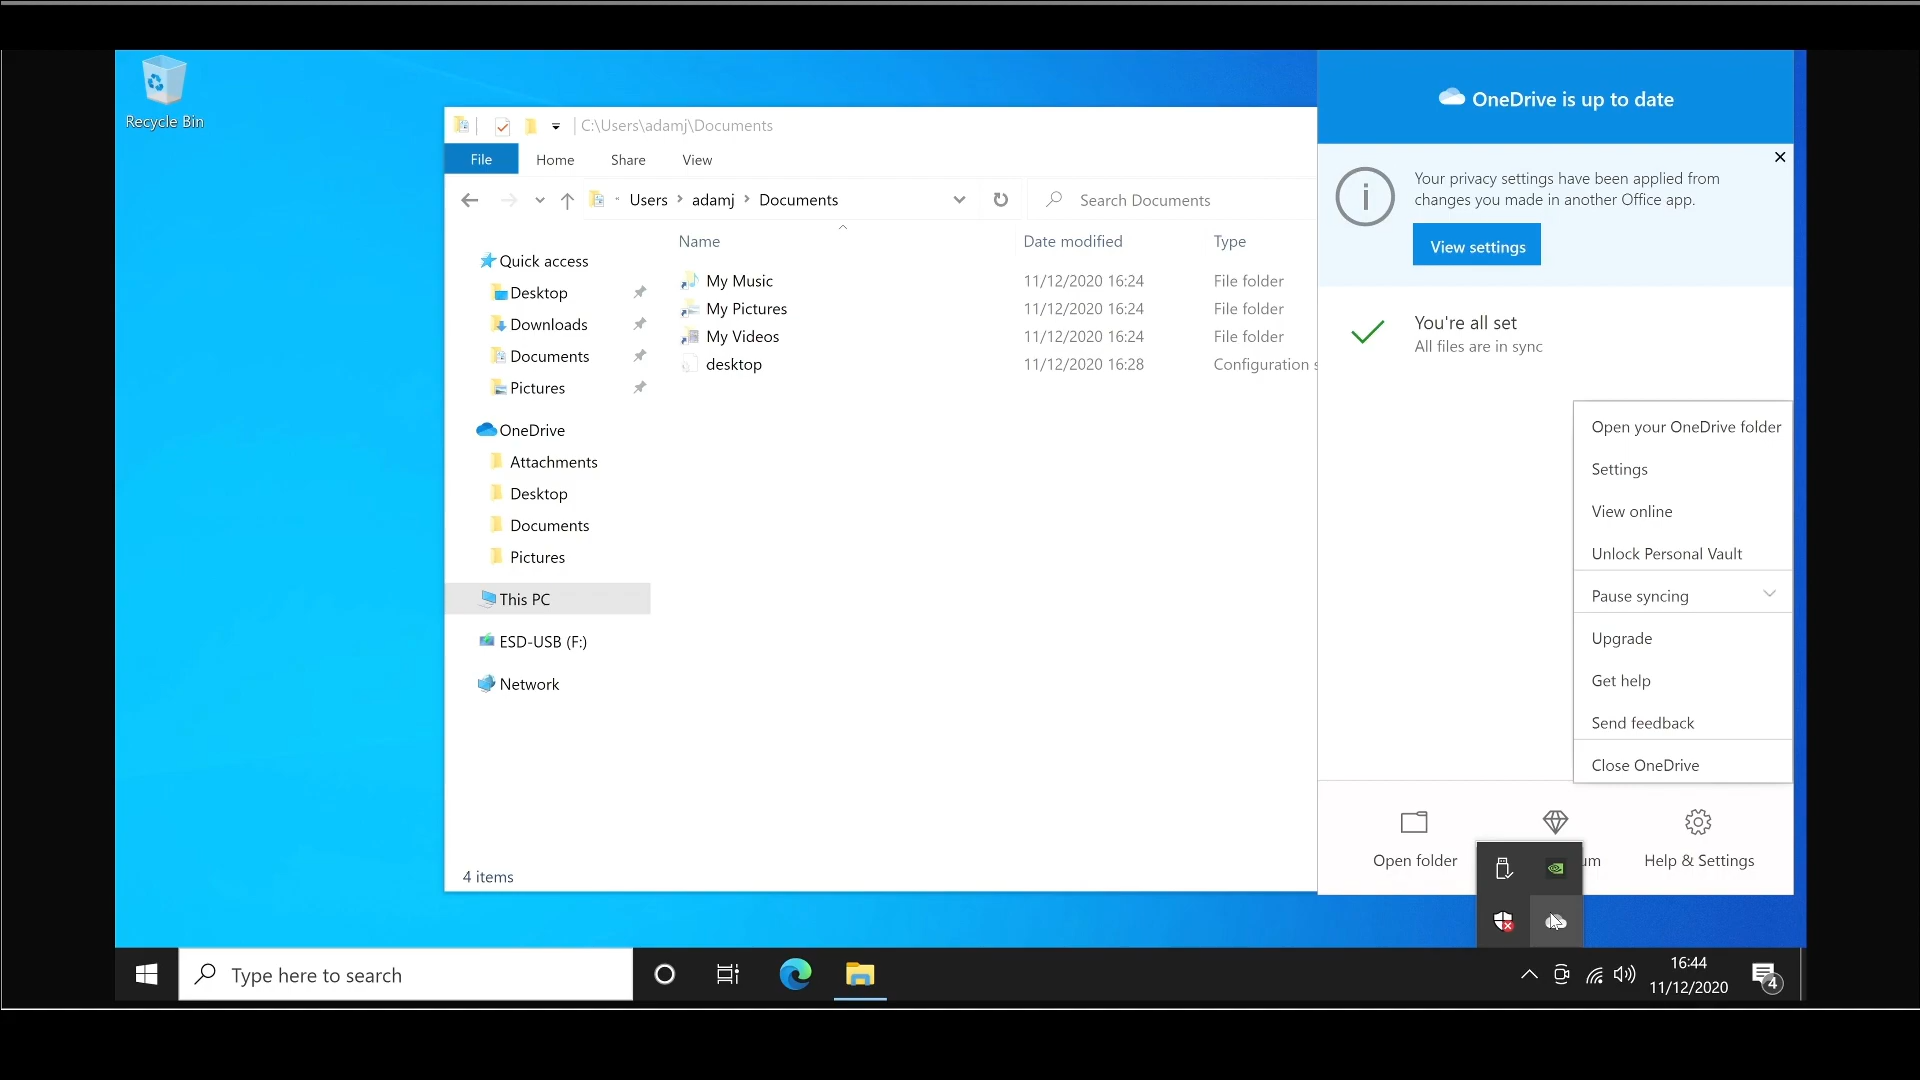 Recycle Bin
C:\Users\adamj\Documents
File Home Share View
Users > adamj > Documents
Search Documents
Name Date modified Type
Quick access
Desktop
Downloads
Documents
Pictures
OneDrive
Attachments
Desktop
Documents
Pictures
This PC
ESD-USB (F:)
Network
My Music 11/12/2020 16:24 File folder
My Pictures 11/12/2020 16:24 File folder
My Videos 11/12/2020 16:24 File folder
desktop 11/12/2020 16:28 Configuration s
4 items
OneDrive is up to date
Your privacy settings have been applied from
changes you made in another Office app.
View settings
You're all set
All files are in sync
Open your OneDrive folder
Settings
View online
Unlock Personal Vault
Pause syncing
Upgrade
Get help
Send feedback
Close OneDrive
Open folder um Help & Settings
Type here to search
16:44
11/12/2020
4